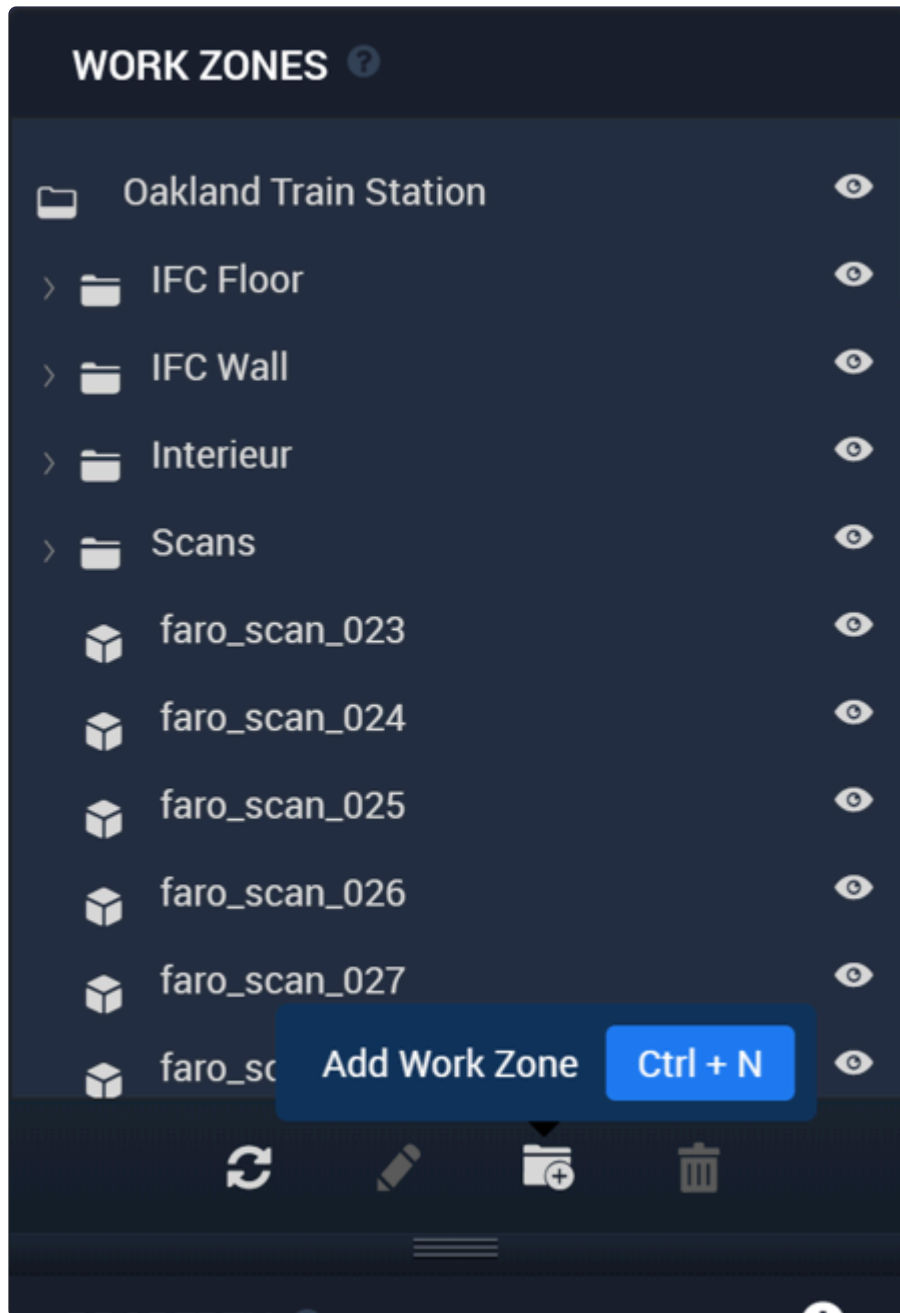 WORK ZONES ?
Oakland Train Station
IFC Floor
IFC Wall
Interieur
Scans
faro_scan_023
faro_scan_024
faro_scan_025
faro_scan_026
faro_scan_027
Add Work Zone Ctrl + N